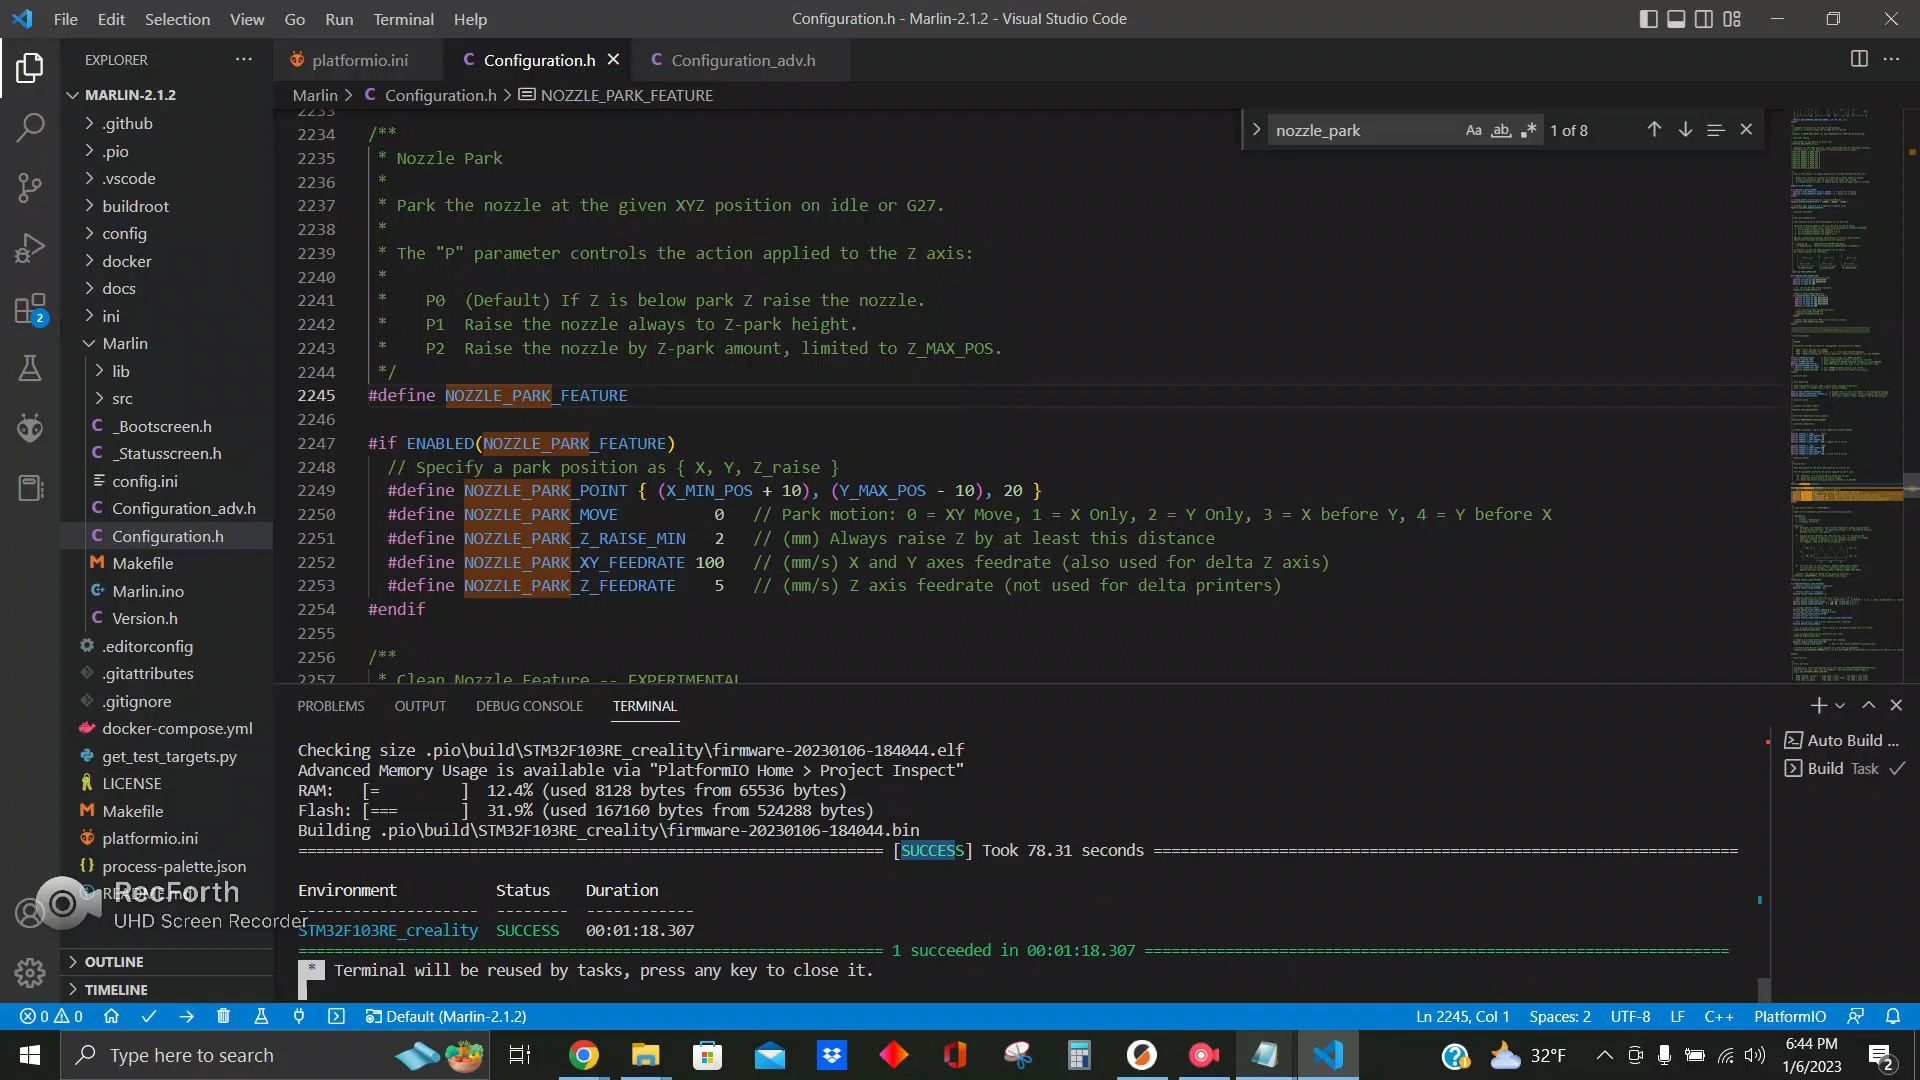 File Edit Selection View Go Run Terminal Help
Configuration.h - Marlin-2.1.2 - Visual Studio Code
EXPLORER
MARLIN-2.1.2
.github
.pio
.vscode
buildroot
config
docker
docs
ini
Marlin
lib
src
C _Bootscreen.h
C _Statusscreen.h
config.ini
C Configuration_adv.h
C Configuration.h
M Makefile
Marlin.ino
C Version.h
.editorconfig
.gitattributes
.gitignore
docker-compose.yml
get_test_targets.py
LICENSE
M Makefile
platformio.ini
process-palette.json
README.md
RecForth
UHD Screen Recorder
OUTLINE
TIMELINE
2
platformio.ini
C Configuration.h
C Configuration_adv.h
Marlin > C Configuration.h > NOZZLE_PARK_FEATURE
nozzle_park Aa ab 1 of 8
2233
2234 /**
2235 * Nozzle Park
2236 *
2237 * Park the nozzle at the given XYZ position on idle or G27.
2238 *
2239 * The "P" parameter controls the action applied to the Z axis:
2240 *
2241 * P0 (Default) If Z is below park Z raise the nozzle.
2242 * P1 Raise the nozzle always to Z-park height.
2243 * P2 Raise the nozzle by Z-park amount, limited to Z_MAX_POS.
2244 */
2245 #define NOZZLE_PARK_FEATURE
2246
2247 #if ENABLED(NOZZLE_PARK_FEATURE)
2248 // Specify a park position as { X, Y, Z_raise }
2249 #define NOZZLE_PARK_POINT { (X_MIN_POS + 10), (Y_MAX_POS - 10), 20 }
2250 #define NOZZLE_PARK_MOVE 0 // Park motion: 0 = XY Move, 1 = X Only, 2 = Y Only, 3 = X before Y, 4 = Y before X
2251 #define NOZZLE_PARK_Z_RAISE_MIN 2 // (mm) Always raise Z by at least this distance
2252 #define NOZZLE_PARK_XY_FEEDRATE 100 // (mm/s) X and Y axes feedrate (also used for delta Z axis)
2253 #define NOZZLE_PARK_Z_FEEDRATE 5 // (mm/s) Z axis feedrate (not used for delta printers)
2254 #endif
2255
2256 /**
2257 * Clean Nozzle Feature -- EXPERIMENTAL
PROBLEMS OUTPUT DEBUG CONSOLE TERMINAL
Checking size .pio\build\STM32F103RE_creality\firmware-20230106-184044.elf
Advanced Memory Usage is available via "PlatformIO Home > Project Inspect"
RAM: [= ] 12.4% (used 8128 bytes from 65536 bytes)
Flash: [=== ] 31.9% (used 167160 bytes from 524288 bytes)
Building .pio\build\STM32F103RE_creality\firmware-20230106-184044.bin
[SUCCESS] Took 78.31 seconds
Environment Status Duration
STM32F103RE_creality SUCCESS 00:01:18.307
1 succeeded in 00:01:18.307
* Terminal will be reused by tasks, press any key to close it.
Auto Build ...
Build Task
0 0 Default (Marlin-2.1.2)
Ln 2245, Col 1 Spaces: 2 UTF-8 LF C++ PlatformIO
Type here to search
32°F
6:44 PM
1/6/2023
2